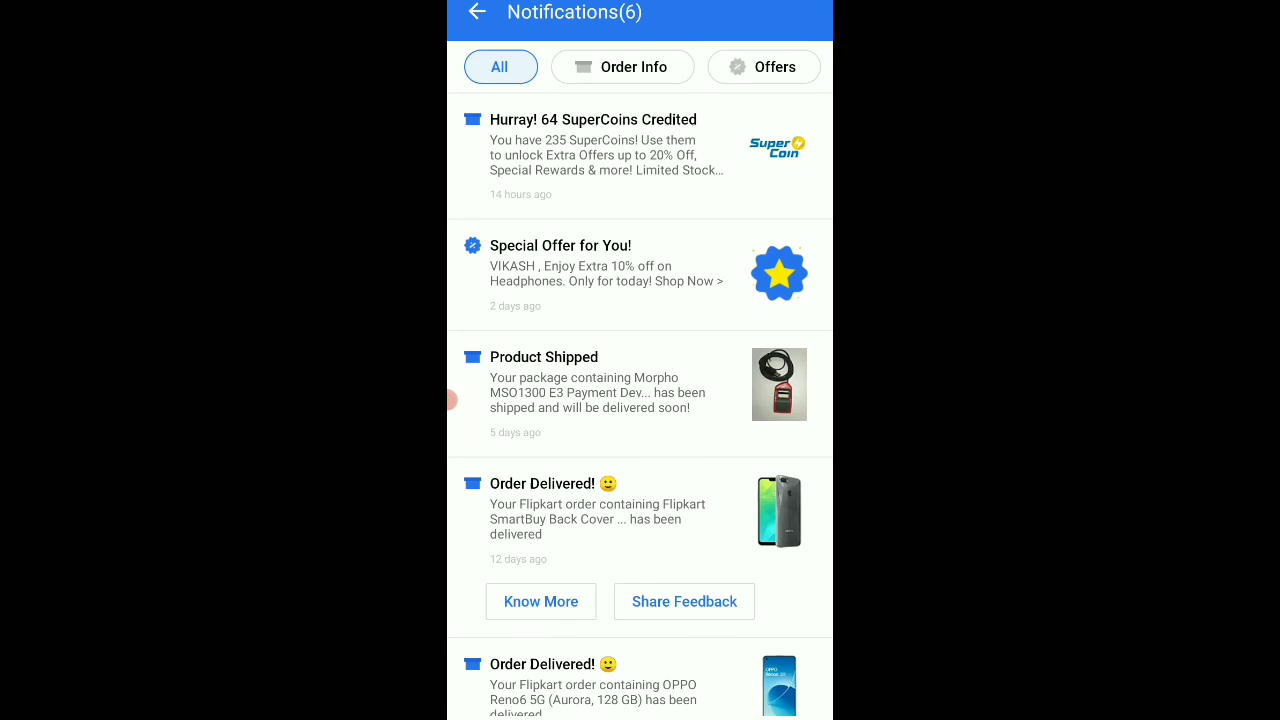 Notifications(6)
All
Order Info
Offers
Hurray! 64 SuperCoins Credited
You have 235 SuperCoins! Use them
to unlock Extra Offers up to 20% Off,
Special Rewards & more! Limited Stock...
14 hours ago
Super
Coin
Special Offer for You!
VIKASH , Enjoy Extra 10% off on
Headphones. Only for today! Shop Now >
2 days ago
Product Shipped
Your package containing Morpho
MSO1300 E3 Payment Dev... has been
shipped and will be delivered soon!
5 days ago
Order Delivered! 🙂
Your Flipkart order containing Flipkart
SmartBuy Back Cover ... has been
delivered
12 days ago
Know More
Share Feedback
Order Delivered! 🙂
Your Flipkart order containing OPPO
Reno6 5G (Aurora, 128 GB) has been
delivered